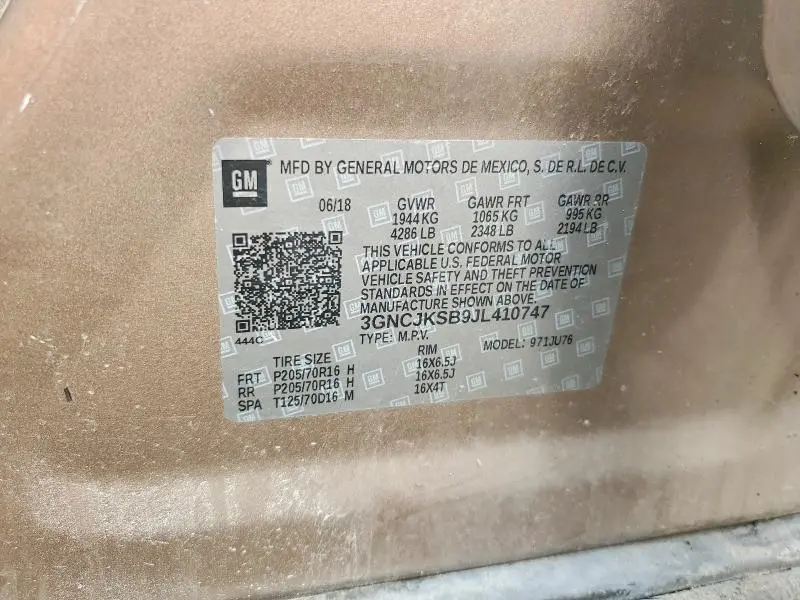 GM MFD BY GENERAL MOTORS DE MEXICO, S. DE R.L. DE C.V.
06/18 GVWR GAWR FRT GAWR RR
1944 KG 1065 KG 995 KG
4286 LB 2348 LB 2194 LB
THIS VEHICLE CONFORMS TO ALL
APPLICABLE U.S. FEDERAL MOTOR
VEHICLE SAFETY AND THEFT PREVENTION
STANDARDS IN EFFECT ON THE DATE OF
MANUFACTURE SHOWN ABOVE.
3GNCJKSB9JL410747
444C TYPE: M.P.V. MODEL: 971JU76
TIRE SIZE RIM
FRT P205/70R16 H 16X6.5J
RR P205/70R16 H 16X6.5J
SPA T125/70D16 M 16X4T